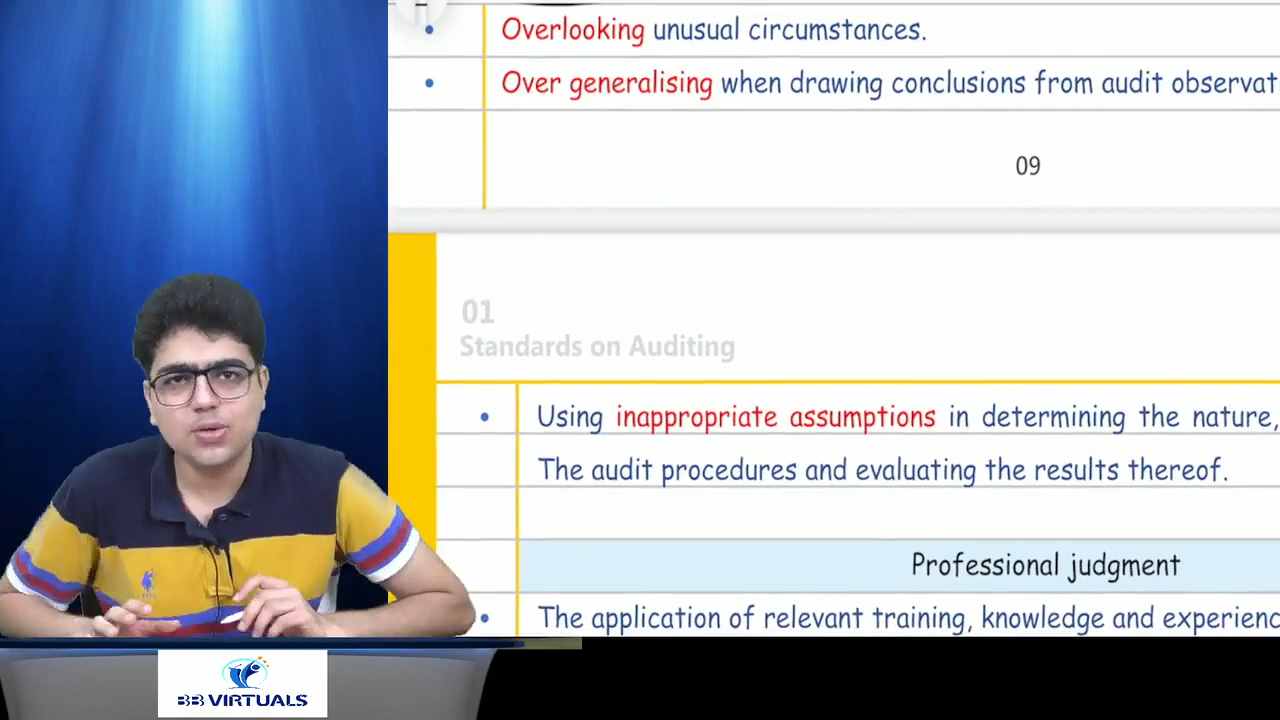 Overlooking unusual circumstances.
Over generalising when drawing conclusions from audit
09
01
Standards on Auditing
Using inappropriate assumptions in determining the nature,
The audit procedures and evaluating the results thereof.
Professional judgment
The application of relevant training, knowledge and
BB VIRTUALS